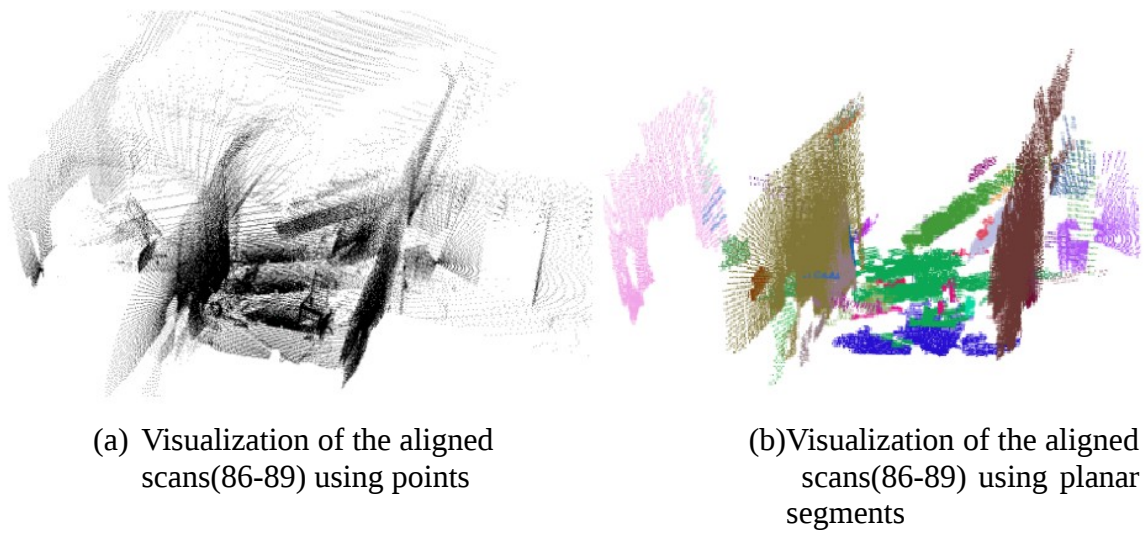 (a) Visualization of the aligned
scans(86-89) using points
(b)Visualization of the aligned
scans(86-89) using planar
segments